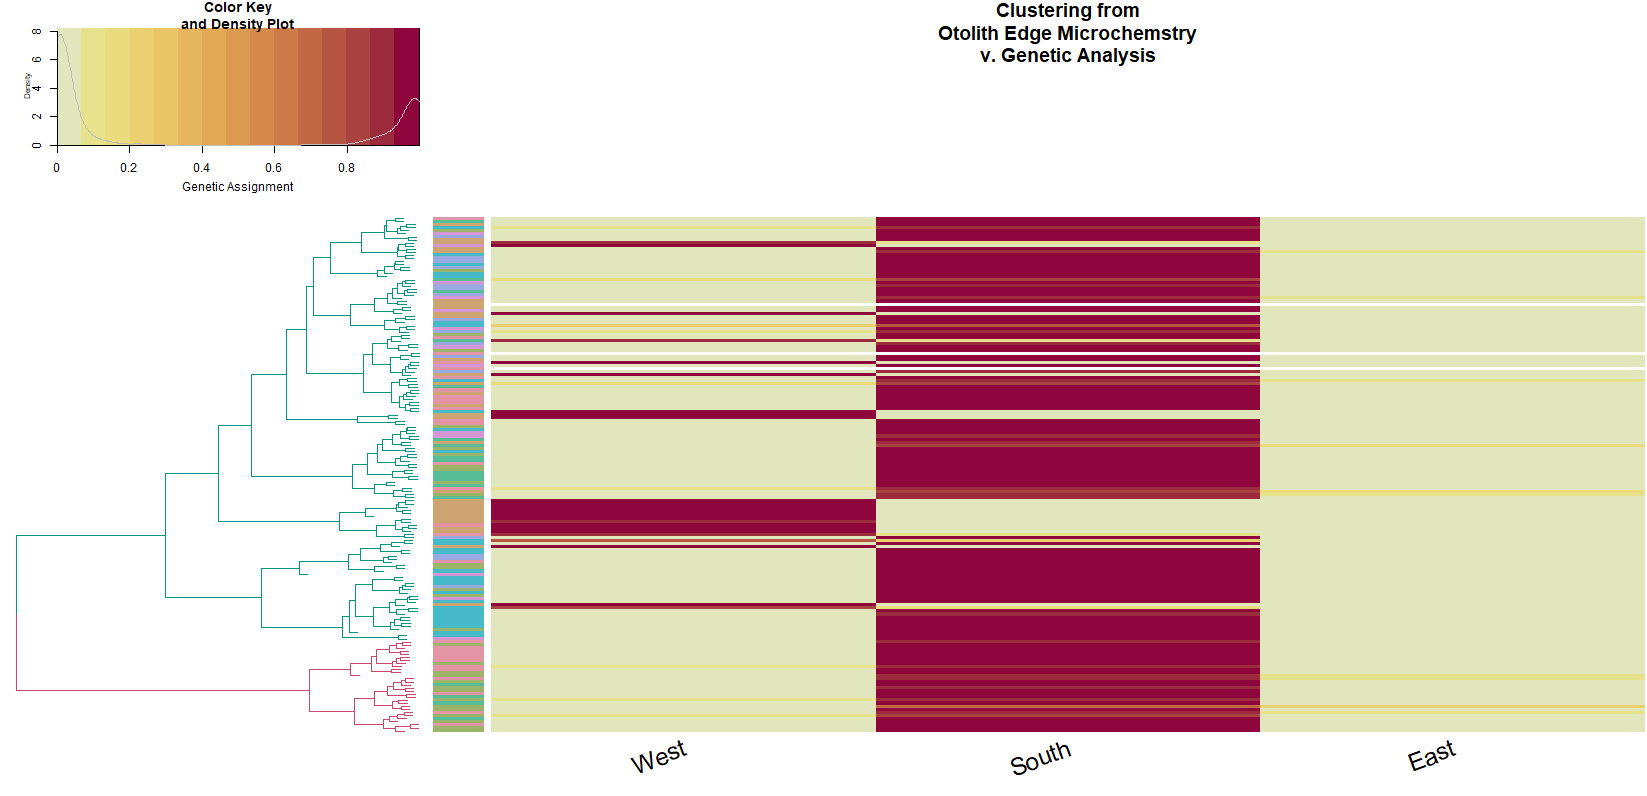 Color Key
and Density Plot
Clustering from
Otolith Edge Microchemstry
v. Genetic Analysis
Density
8
6
4
2
0
0 0.2 0.4 0.6 0.8
Genetic Assignment
West South East